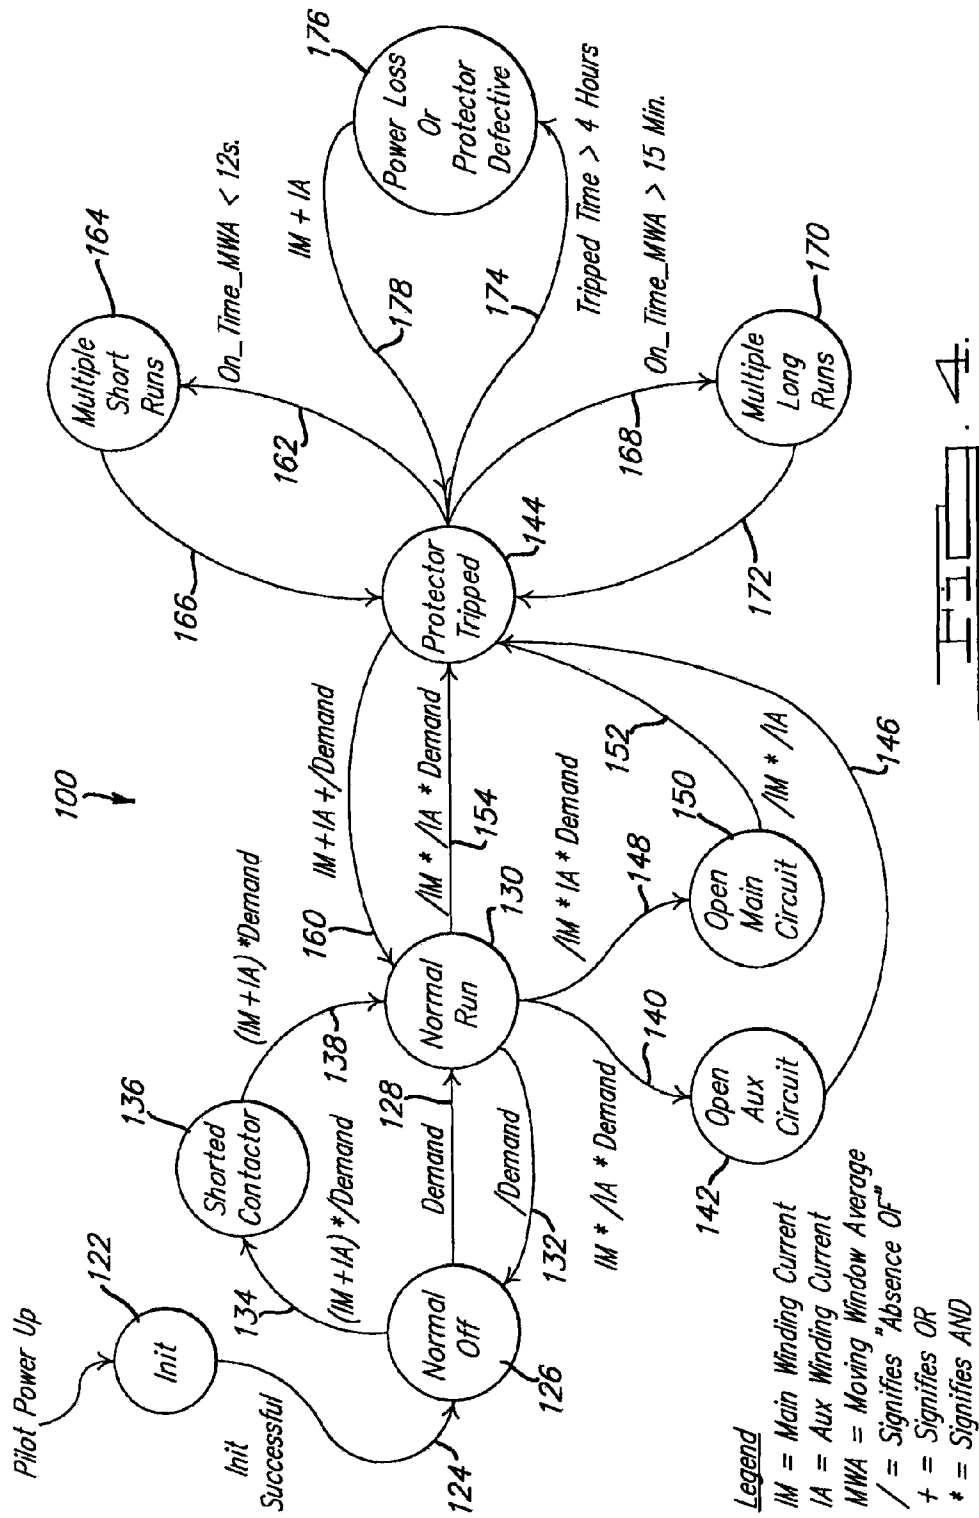 100
Pilot Power Up
122
Init
Init
Successful
124
Normal
Off
126
134
(IM + IA) */Demand
136
Shorted
Contactor
(IM + IA) *Demand
138
128
Demand
/Demand
132
Normal
Run
130
160
IM + IA +/Demand
/IM * /IA * Demand
154
IM * /IA * Demand
140
Open
Aux
Circuit
142
/IM * IA * Demand
148
Open
Main
Circuit
150
152
/IM * /IA
146
Protector
Tripped
144
166
162
Multiple
Short
Runs
164
On_Time_MWA < 12s.
IM + IA
178
174
Power Loss
Or
Protector
Defective
176
Tripped Time > 4 Hours
On_Time_MWA > 15 Min.
168
Multiple
Long
Runs
170
172
Legend
IM = Main Winding Current
IA = Aux Winding Current
MWA = Moving Window Average
/ = Signifies "Absence OF"
+ = Signifies OR
* = Signifies AND
FIG. 4.